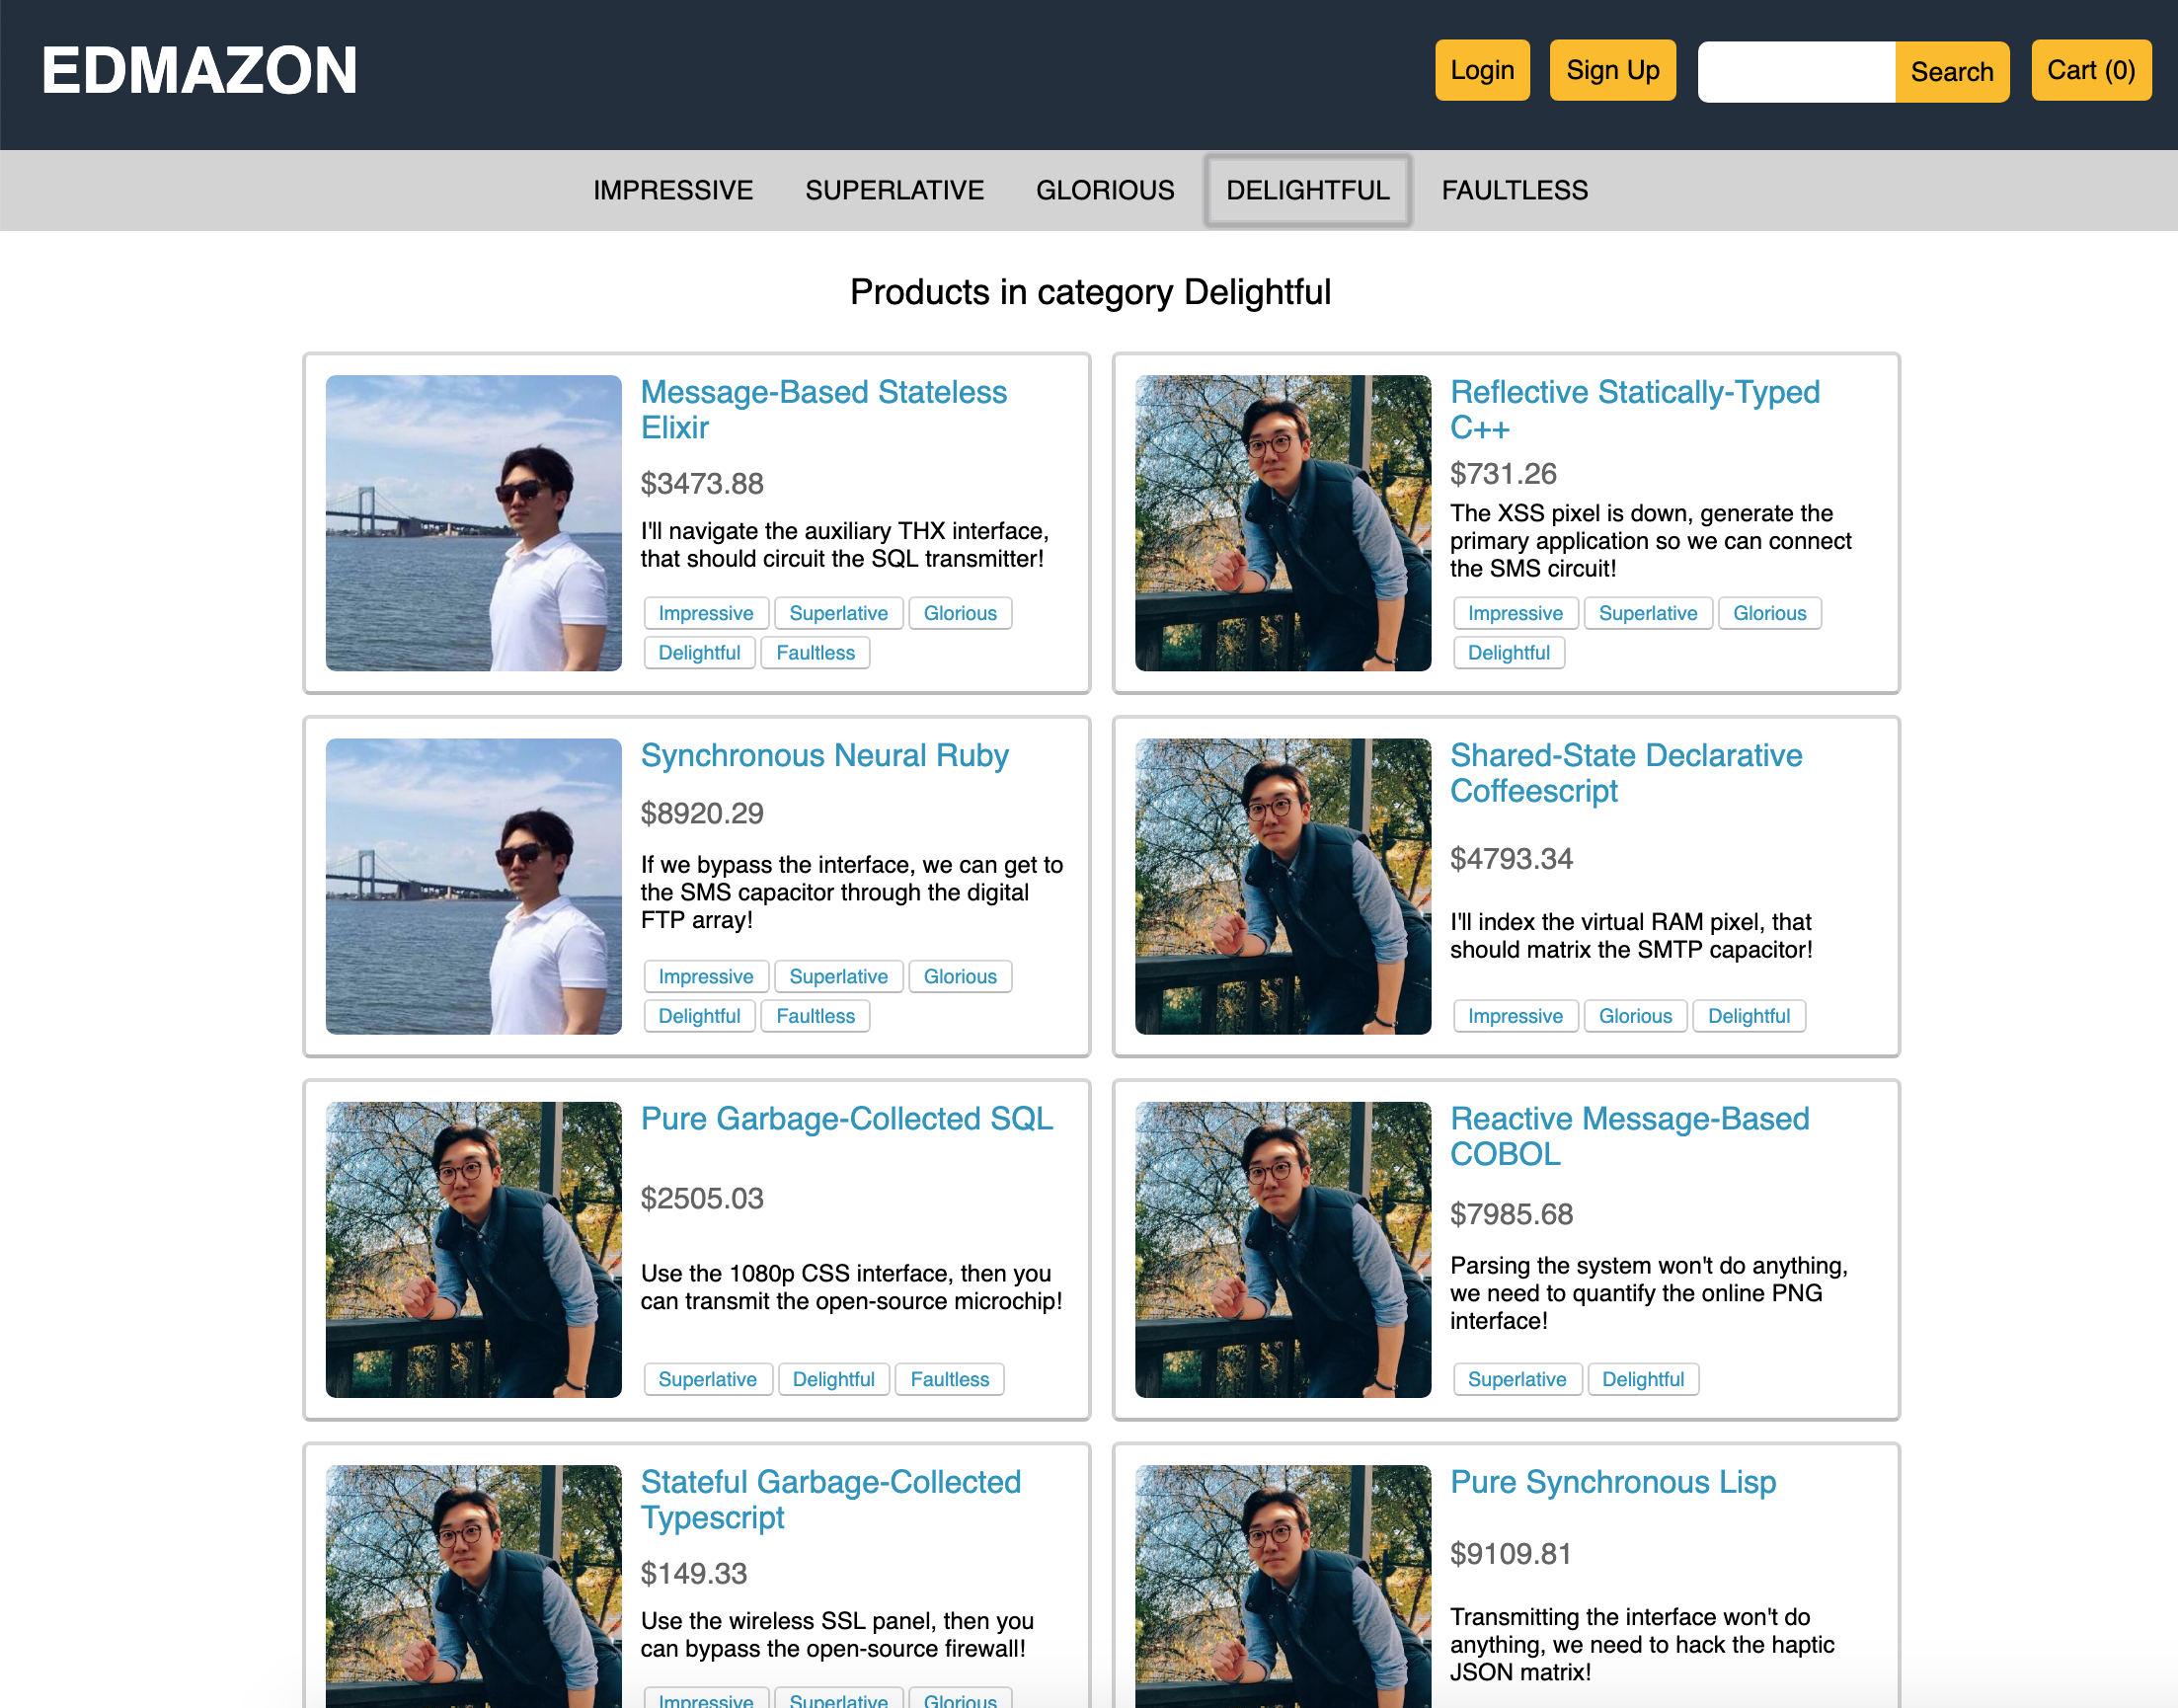 EDMAZON
Login
Sign Up
Search
Cart (0)
IMPRESSIVE
SUPERLATIVE
GLORIOUS
DELIGHTFUL
FAULTLESS
Products in category Delightful
Message-Based Stateless
Elixir
$3473.88
I'll navigate the auxiliary THX interface,
that should circuit the SQL transmitter!
Impressive
Superlative
Glorious
Delightful
Faultless
Reflective Statically-Typed
C++
$731.26
The XSS pixel is down, generate the
primary application so we can connect
the SMS circuit!
Impressive
Superlative
Glorious
Delightful
Synchronous Neural Ruby
$8920.29
If we bypass the interface, we can get to
the SMS capacitor through the digital
FTP array!
Impressive
Superlative
Glorious
Delightful
Faultless
Shared-State Declarative
Coffeescript
$4793.34
I'll index the virtual RAM pixel, that
should matrix the SMTP capacitor!
Impressive
Glorious
Delightful
Pure Garbage-Collected SQL
$2505.03
Use the 1080p CSS interface, then you
can transmit the open-source microchip!
Superlative
Delightful
Faultless
Reactive Message-Based
COBOL
$7985.68
Parsing the system won't do anything,
we need to quantify the online PNG
interface!
Superlative
Delightful
Stateful Garbage-Collected
Typescript
$149.33
Use the wireless SSL panel, then you
can bypass the open-source firewall!
Impressive
Superlative
Glorious
Pure Synchronous Lisp
$9109.81
Transmitting the interface won't do
anything, we need to hack the haptic
JSON matrix!